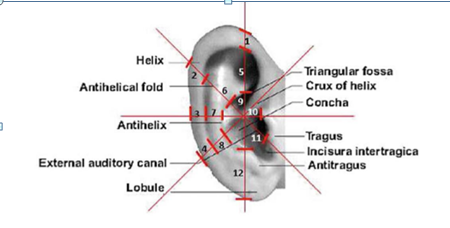 Helix
Antihelical fold
Antihelix
External auditory canal
Lobule
Triangular fossa
Crux of helix
Concha
Tragus
Incisura intertragica
Antitragus
1
2
3
4
5
6
7
8
9
10
11
12